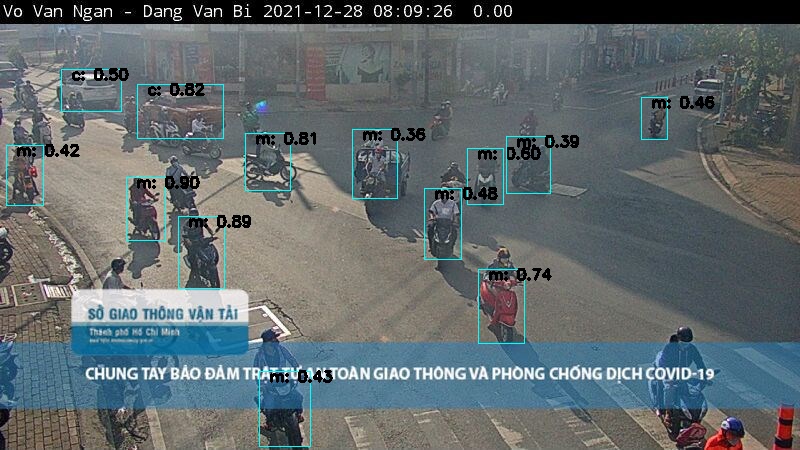 Vo Van Ngan - Dang Van Bi 2021-12-28 08:09:26 0.00
c: 0.50
c: 0.82
m: 0.46
m: 0.81
m: 0.36
m: 0.39
m: 0.42
m: 0.60
m: 0.90
m: 0.48
m: 0.89
m: 0.74
SỞ GIAO THÔNG VẬN TẢI
Thành phố Hồ Chí Minh
CHUNG TAY BẢO ĐẢM TRẬT TỰ AN TOÀN GIAO THÔNG VÀ PHÒNG CHỐNG DỊCH COVID-19
m: 0.43